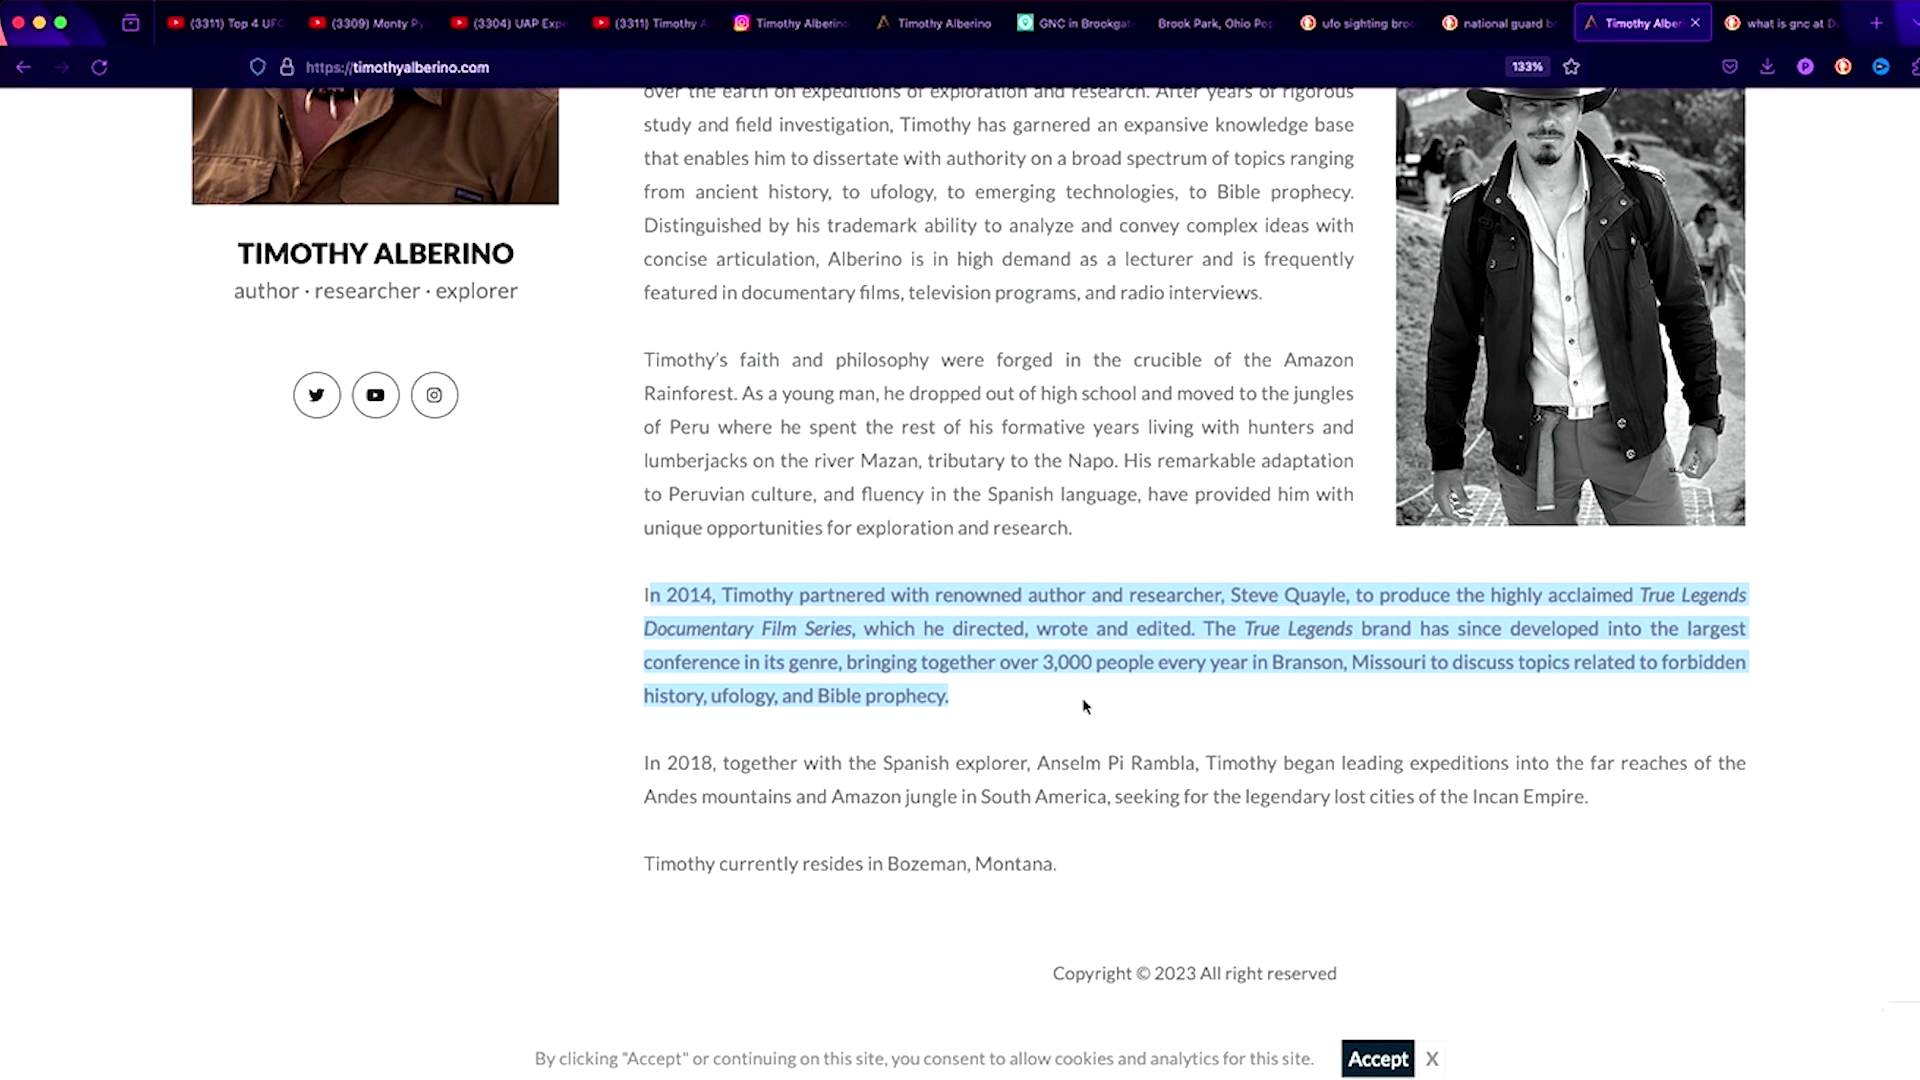 (3311) Top 4 UFO
(3309) Monty Py
(3304) UAP Expe
(3311) Timothy A
Timothy Alberino
Timothy Alberino
GNC in Brookga
Brook Park, Ohio Po
ufo sighting broo
national guard b
Timothy Alber
what is gnc at D
https://timothyalberino.com
133%
over the earth on expeditions of exploration and research. After years of rigorous
study and field investigation, Timothy has garnered an expansive knowledge base
that enables him to dissertate with authority on a broad spectrum of topics ranging
from ancient history, to ufology, to emerging technologies, to Bible prophecy.
Distinguished by his trademark ability to analyze and convey complex ideas with
concise articulation, Alberino is in high demand as a lecturer and is frequently
featured in documentary films, television programs, and radio interviews.
TIMOTHY ALBERINO
author · researcher · explorer
Timothy’s faith and philosophy were forged in the crucible of the Amazon
Rainforest. As a young man, he dropped out of high school and moved to the jungles
of Peru where he spent the rest of his formative years living with hunters and
lumberjacks on the river Mazan, tributary to the Napo. His remarkable adaptation
to Peruvian culture, and fluency in the Spanish language, have provided him with
unique opportunities for exploration and research.
In 2014, Timothy partnered with renowned author and researcher, Steve Quayle, to produce the highly acclaimed True Legends
Documentary Film Series, which he directed, wrote and edited. The True Legends brand has since developed into the largest
conference in its genre, bringing together over 3,000 people every year in Branson, Missouri to discuss topics related to forbidden
history, ufology, and Bible prophecy.
In 2018, together with the Spanish explorer, Anselm Pi Rambla, Timothy began leading expeditions into the far reaches of the
Andes mountains and Amazon jungle in South America, seeking for the legendary lost cities of the Incan Empire.
Timothy currently resides in Bozeman, Montana.
Copyright © 2023 All right reserved
By clicking "Accept" or continuing on this site, you consent to allow cookies and analytics for this site.
Accept
X